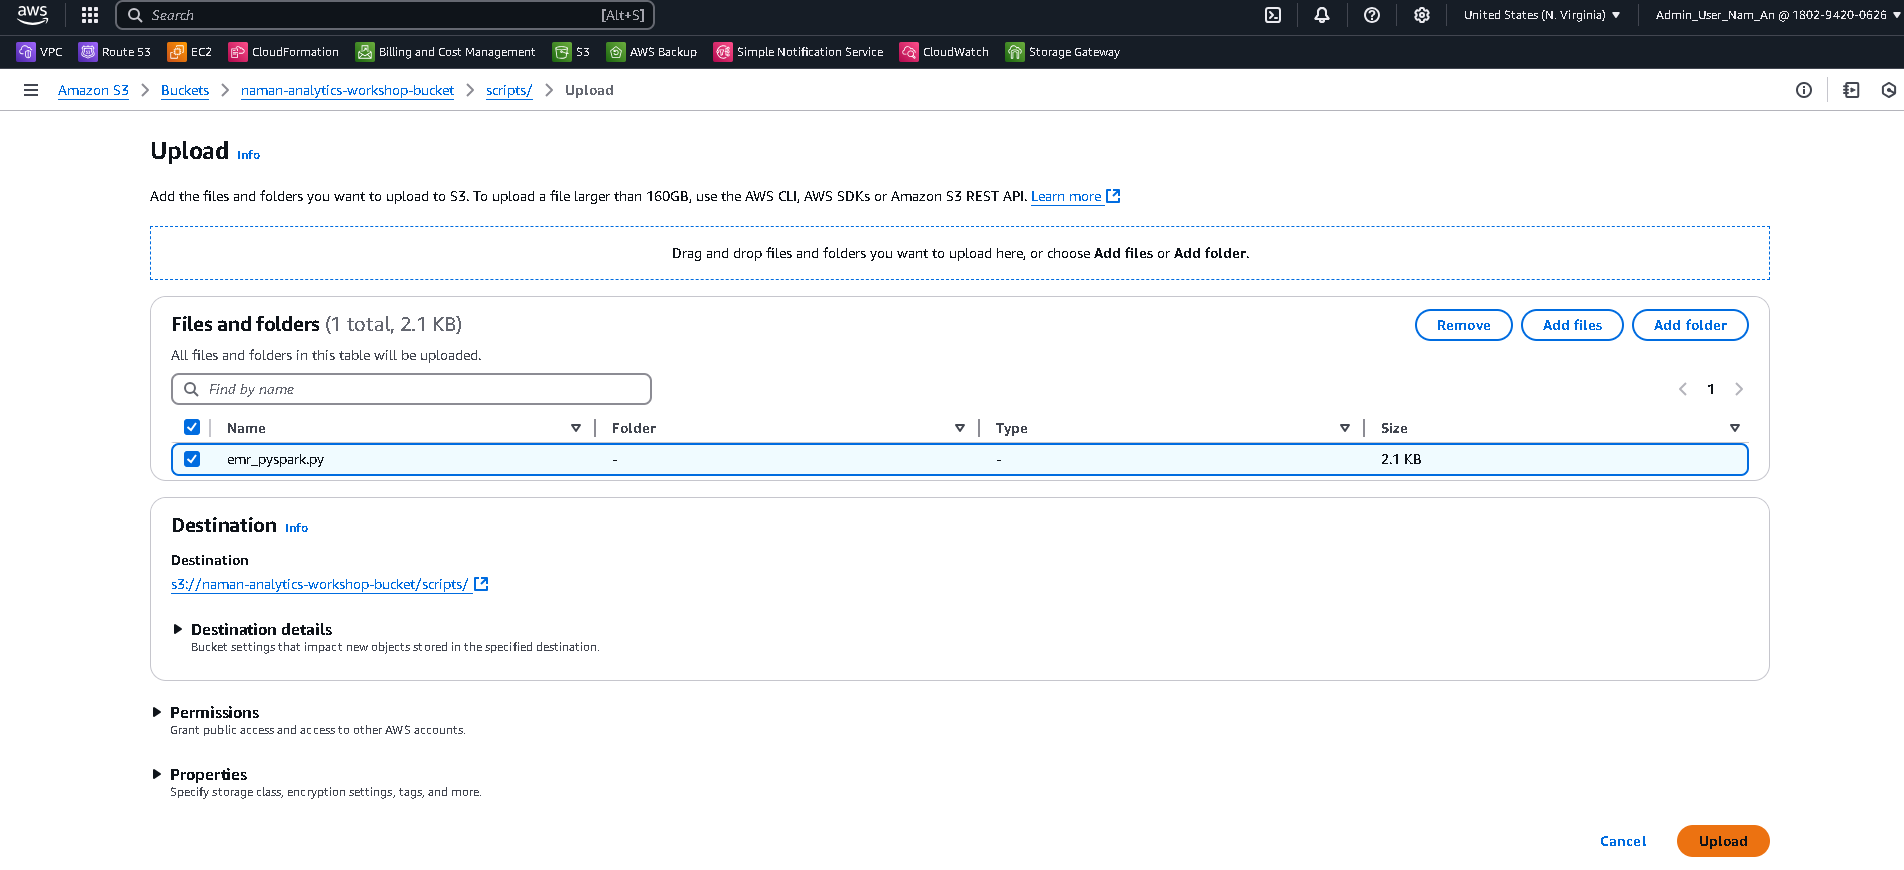 aws
Search [Alt+S] United States (N. Virginia) Admin_User_Nam_An @ 1802-9420-0626
VPC Route 53 EC2 CloudFormation Billing and Cost Management S3 AWS Backup Simple Notification Service CloudWatch Storage Gateway
Amazon S3 Buckets naman-analytics-workshop-bucket scripts/ Upload
Upload Info
Add the files and folders you want to upload to S3. To upload a file larger than 160GB, use the AWS CLI, AWS SDKs or Amazon S3 REST API. Learn more
Drag and drop files and folders you want to upload here, or choose Add files or Add folder.
Files and folders (1 total, 2.1 KB) Remove Add files Add folder
All files and folders in this table will be uploaded.
Find by name 1
Name Folder Type Size
emr_pyspark.py - - 2.1 KB
Destination Info
Destination
s3://naman-analytics-workshop-bucket/scripts/
Destination details
Bucket settings that impact new objects stored in the specified destination.
Permissions
Grant public access and access to other AWS accounts.
Properties
Specify storage class, encryption settings, tags, and more.
Cancel Upload